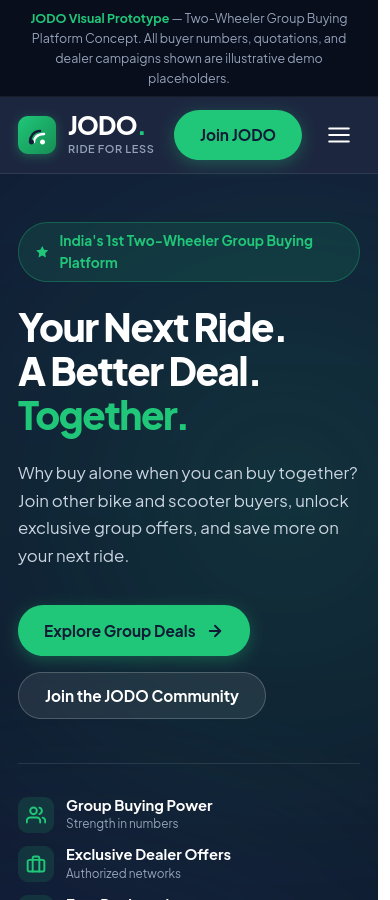 JODO Visual Prototype — Two-Wheeler Group Buying
Platform Concept. All buyer numbers, quotations, and
dealer campaigns shown are illustrative demo
placeholders.
JODO.
RIDE FOR LESS
Join JODO
India's 1st Two-Wheeler Group Buying
Platform
Your Next Ride.
A Better Deal.
Together.
Why buy alone when you can buy together?
Join other bike and scooter buyers, unlock
exclusive group offers, and save more on
your next ride.
Explore Group Deals
Join the JODO Community
Group Buying Power
Strength in numbers
Exclusive Dealer Offers
Authorized networks